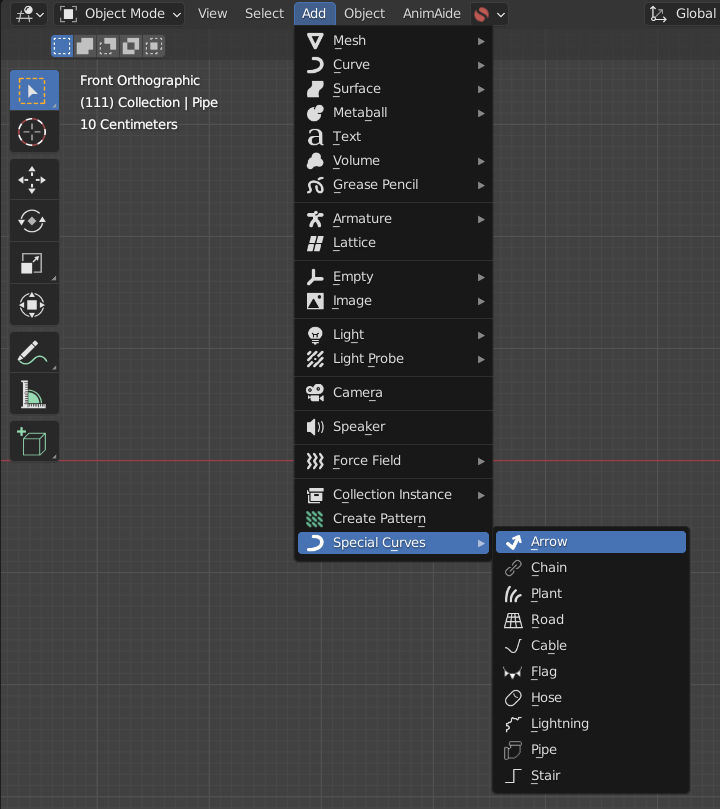 Object Mode View Select Add Object AnimAide Global
Front Orthographic
(111) Collection | Pipe
10 Centimeters
Mesh
Curve
Surface
Metaball
Text
Volume
Grease Pencil
Armature
Lattice
Empty
Image
Light
Light Probe
Camera
Speaker
Force Field
Collection Instance
Create Pattern
Special Curves
Arrow
Chain
Plant
Road
Cable
Flag
Hose
Lightning
Pipe
Stair